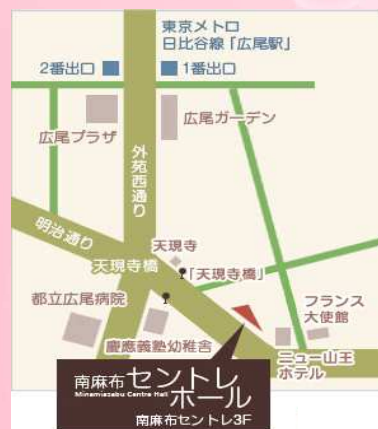 東京メトロ
日比谷線「広尾駅」
2番出口
1番出口
広尾プラザ
広尾ガーデン
外苑西通り
明治通り
天現寺
天現寺橋
「天現寺橋」
都立広尾病院
慶應義塾幼稚舎
フランス
大使館
ニュー山王
ホテル
南麻布セントレ
Minamiazabu Centre Hall
ホール
南麻布セントレ3F